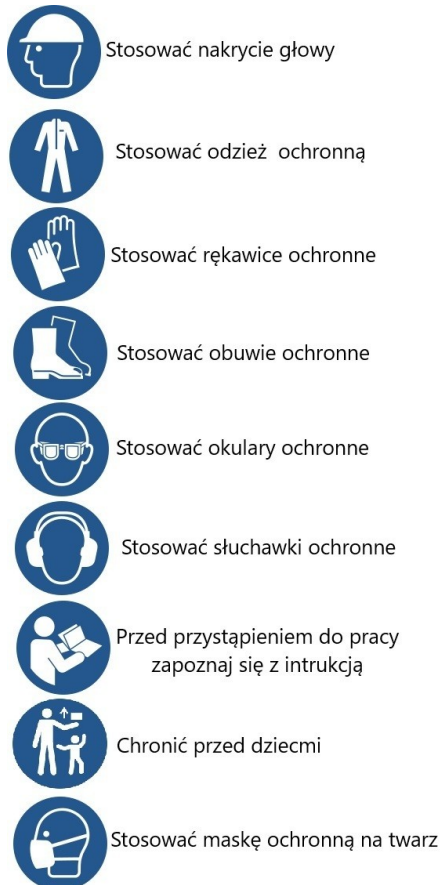 Stosować nakrycie głowy
Stosować odzież ochronną
Stosować rękawice ochronne
Stosować obuwie ochronne
Stosować okulary ochronne
Stosować słuchawki ochronne
Przed przystąpieniem do pracy
zapoznaj się z intrukcją
Chronić przed dziecmi
Stosować maskę ochronną na twarz